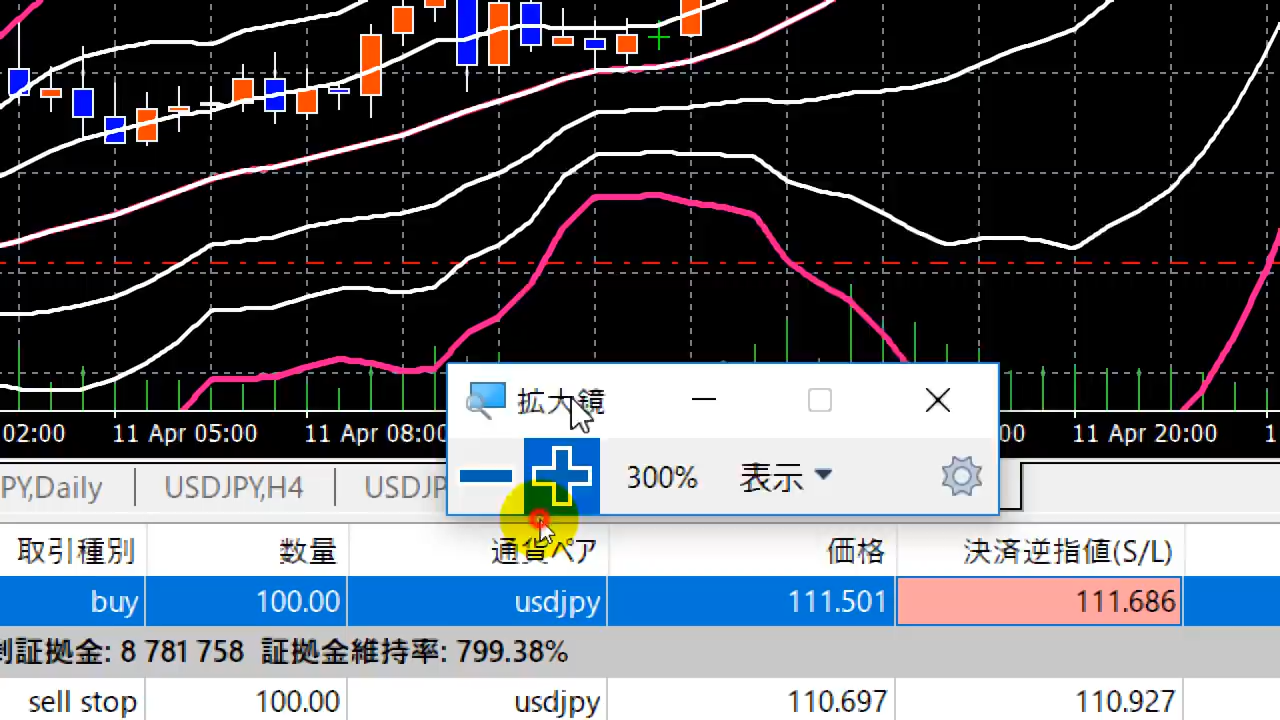 02:00 11 Apr 05:00 11 Apr 08:00 00 11 Apr 20:00 1
拡大鏡
300% 表示
PY,Daily USDJPY,H4 USDJP
取引種別 数量 通貨ペア 価格 決済逆指値(S/L)
buy 100.00 usdjpy 111.501 111.686
剰証拠金: 8 781 758 証拠金維持率: 799.38%
sell stop 100.00 usdjpy 110.697 110.927